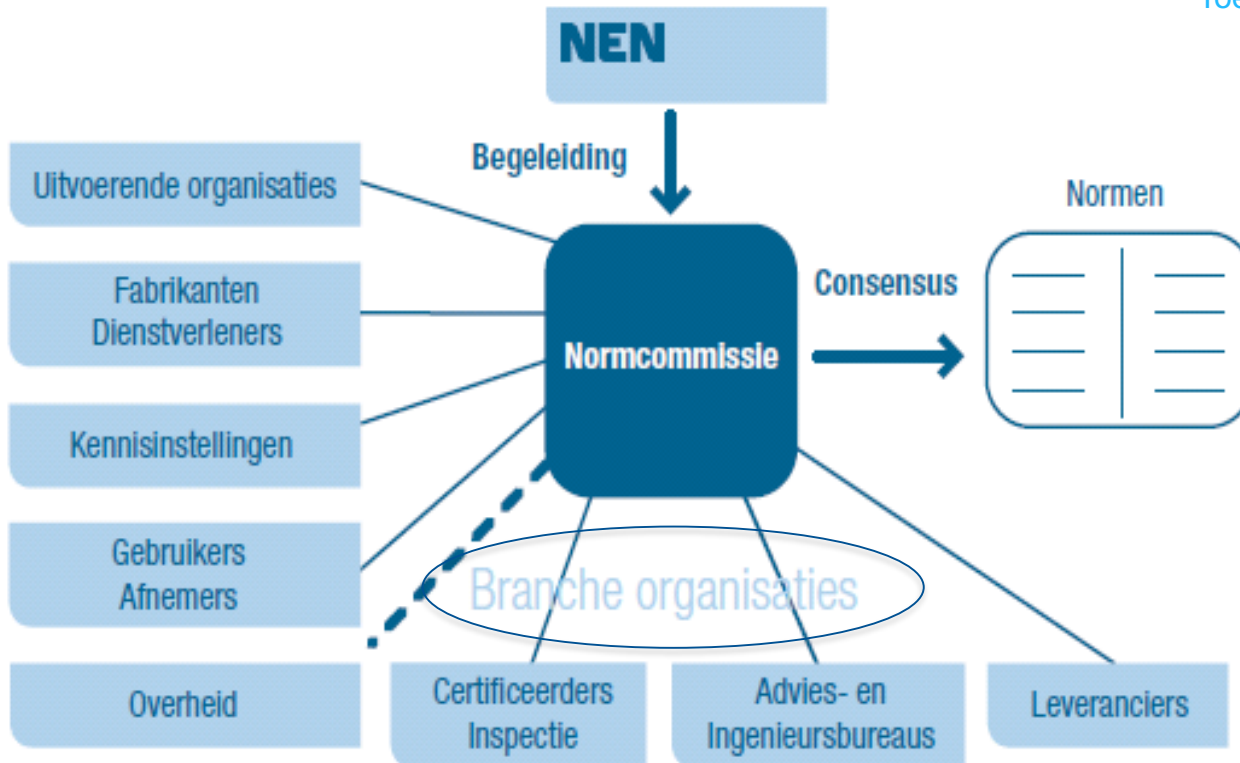 NEN
Begeleiding
Uitvoerende organisaties
Normen
Fabrikanten
Dienstverleners
Consensus
Normcommissie
Kennisinstellingen
Gebruikers
Afnemers
Branche organisaties
Overheid
Certificeerders
Inspectie
Advies- en
Ingenieursbureaus
Leveranciers